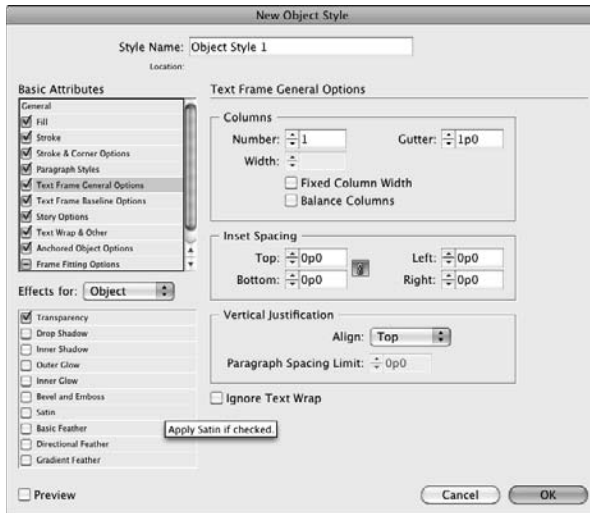 New Object Style
Style Name: Object Style 1
Location:
Basic Attributes
General
Fill
Stroke
Stroke & Corner Options
Paragraph Styles
Text Frame General Options
Text Frame Baseline Options
Story Options
Text Wrap & Other
Anchored Object Options
Frame Fitting Options
Effects for: Object
Transparency
Drop Shadow
Inner Shadow
Outer Glow
Inner Glow
Bevel and Emboss
Satin
Basic Feather
Directional Feather
Gradient Feather
Apply Satin if checked.
Preview
Text Frame General Options
Columns
Number: 1 Gutter: 1p0
Width:
Fixed Column Width
Balance Columns
Inset Spacing
Top: 0p0 Left: 0p0
Bottom: 0p0 Right: 0p0
Vertical Justification
Align: Top
Paragraph Spacing Limit: 0p0
Ignore Text Wrap
Cancel OK